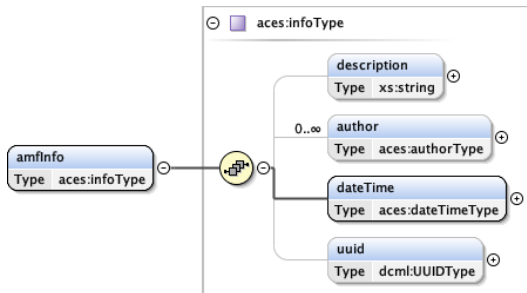 aces:infoType
description
Type xs:string
0..∞
author
Type aces:authorType
amfInfo
Type aces:infoType
dateTime
Type aces:dateTimeType
uuid
Type dcml:UUIDType